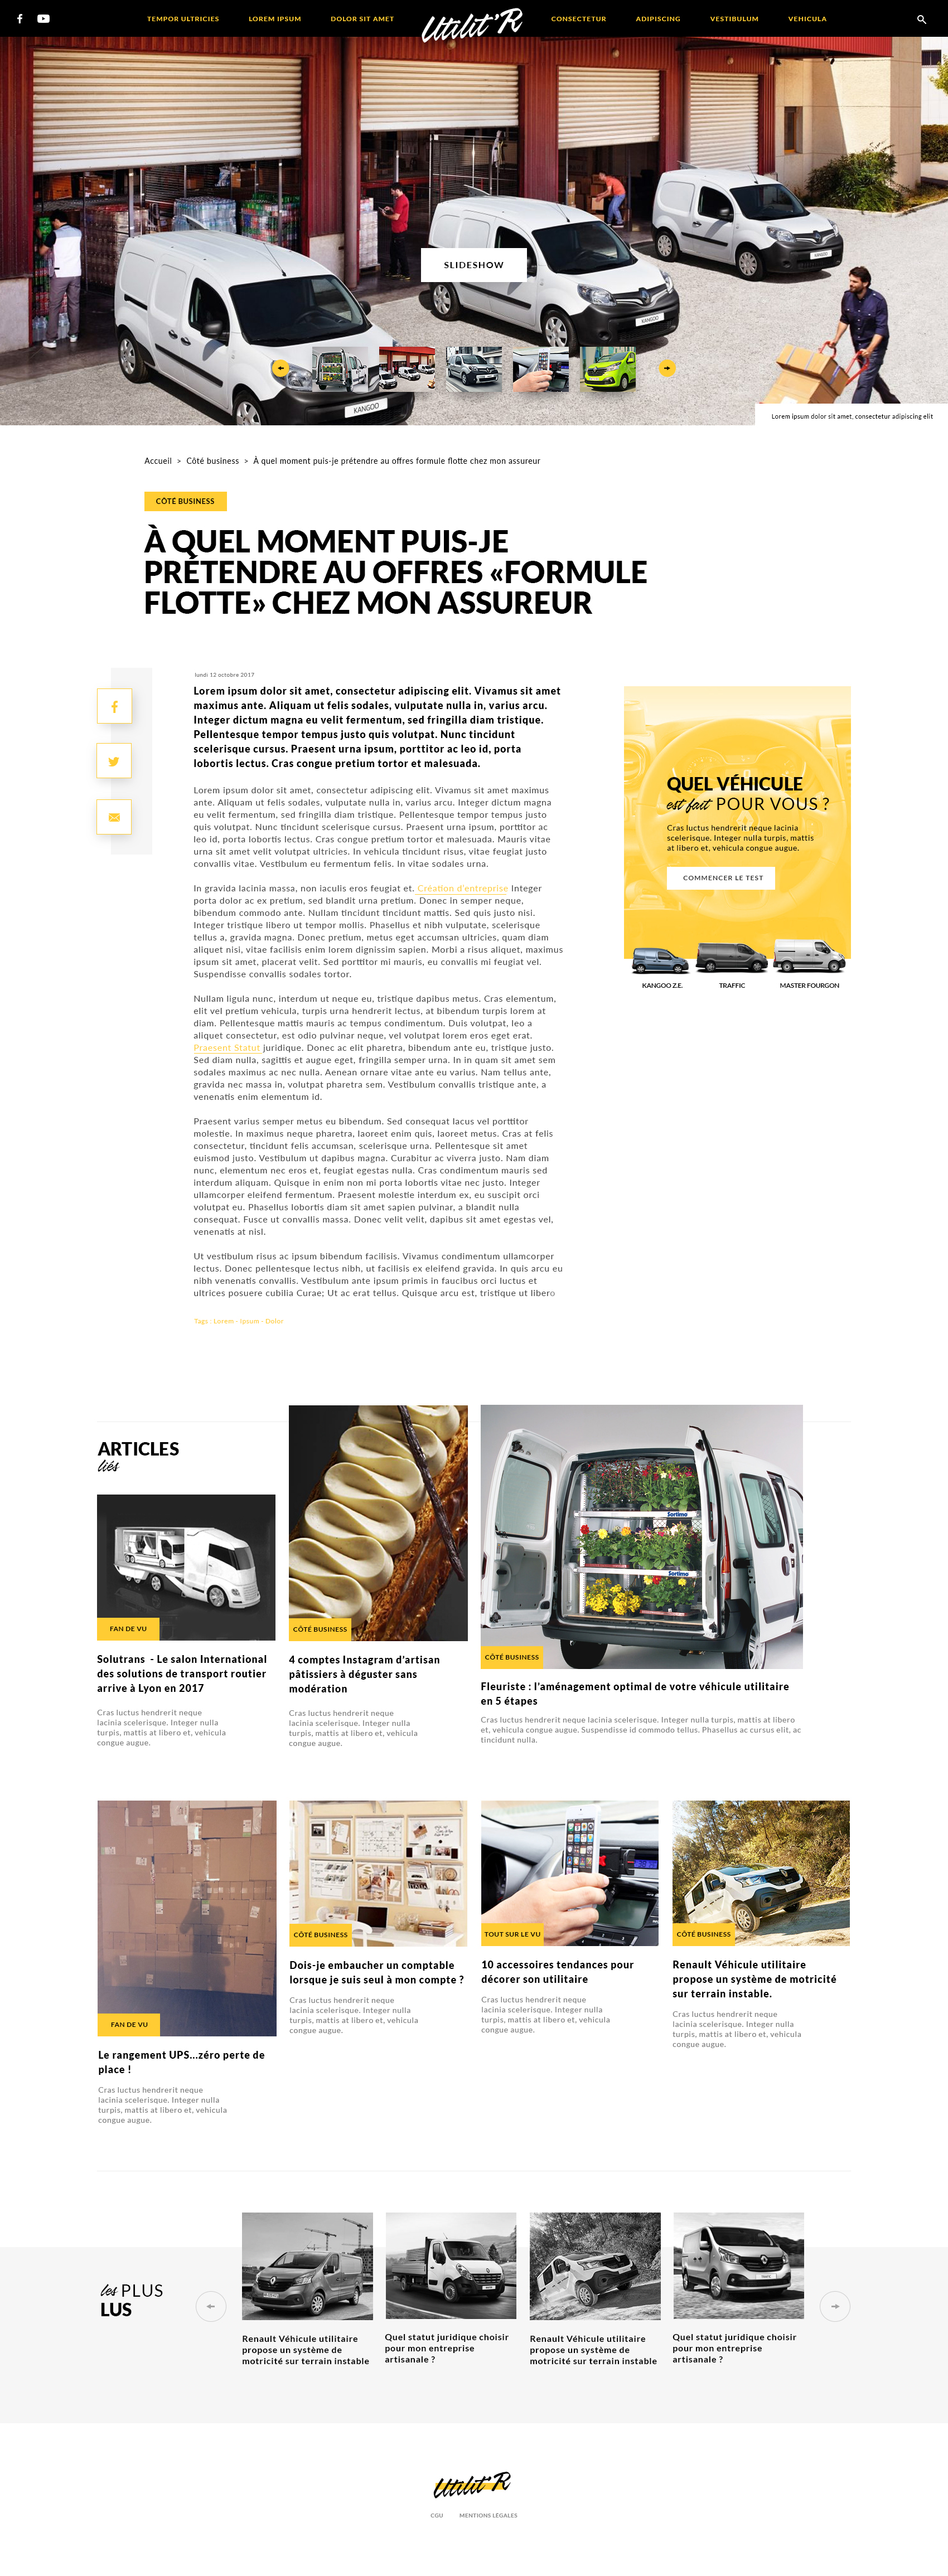 TEMPOR ULTRICIES LOREM IPSUM DOLOR SIT AMET Utilit'R CONSECTETUR ADIPISCING VESTIBULUM VEHICULA
SLIDESHOW
KANGOO
Lorem ipsum dolor sit amet, consectetur adipiscing elit
Accueil > Côté business > À quel moment puis-je prétendre au offres formule flotte chez mon assureur
CÔTÉ BUSINESS
À QUEL MOMENT PUIS-JE
PRÉTENDRE AU OFFRES «FORMULE
FLOTTE» CHEZ MON ASSUREUR
lundi 12 octobre 2017
Lorem ipsum dolor sit amet, consectetur adipiscing elit. Vivamus sit amet
maximus ante. Aliquam ut felis sodales, vulputate nulla in, varius arcu.
Integer dictum magna eu velit fermentum, sed fringilla diam tristique.
Pellentesque tempor tempus justo quis volutpat. Nunc tincidunt
scelerisque cursus. Praesent urna ipsum, porttitor ac leo id, porta
lobortis lectus. Cras congue pretium tortor et malesuada.
Lorem ipsum dolor sit amet, consectetur adipiscing elit. Vivamus sit amet maximus
ante. Aliquam ut felis sodales, vulputate nulla in, varius arcu. Integer dictum magna
eu velit fermentum, sed fringilla diam tristique. Pellentesque tempor tempus justo
quis volutpat. Nunc tincidunt scelerisque cursus. Praesent urna ipsum, porttitor ac
leo id, porta lobortis lectus. Cras congue pretium tortor et malesuada. Mauris vitae
urna sit amet velit volutpat ultricies. In vehicula tincidunt risus, vitae feugiat justo
convallis vitae. Vestibulum eu fermentum felis. In vitae sodales urna.
In gravida lacinia massa, non iaculis eros feugiat et. Création d'entreprise Integer
porta dolor ac ex pretium, sed blandit urna pretium. Donec in semper neque,
bibendum commodo ante. Nullam tincidunt tincidunt mattis. Sed quis justo nisi.
Integer tristique libero ut tempor mollis. Phasellus et nibh vulputate, scelerisque
tellus a, gravida magna. Donec pretium, metus eget accumsan ultricies, quam diam
aliquet nisi, vitae facilisis enim lorem dignissim sapien. Morbi a risus aliquet, maximus
ipsum sit amet, placerat velit. Sed porttitor mi mauris, eu convallis mi feugiat vel.
Suspendisse convallis sodales tortor.
Nullam ligula nunc, interdum ut neque eu, tristique dapibus metus. Cras elementum,
elit vel pretium vehicula, turpis urna hendrerit lectus, at bibendum turpis lorem at
diam. Pellentesque mattis mauris ac tempus condimentum. Duis volutpat, leo a
aliquet consectetur, est odio pulvinar neque, vel volutpat lorem eros eget erat.
Praesent Statut juridique. Donec ac elit pharetra, bibendum ante eu, tristique justo.
Sed diam nulla, sagittis et augue eget, fringilla semper urna. In in quam sit amet sem
sodales maximus ac nec nulla. Aenean ornare vitae ante eu varius. Nam tellus ante,
gravida nec massa in, volutpat pharetra sem. Vestibulum convallis tristique ante, a
venenatis enim elementum id.
Praesent varius semper metus eu bibendum. Sed consequat lacus vel porttitor
molestie. In maximus neque pharetra, laoreet enim quis, laoreet metus. Cras at felis
consectetur, tincidunt felis accumsan, scelerisque urna. Pellentesque sit amet
euismod justo. Vestibulum ut dapibus magna. Curabitur ac viverra justo. Nam diam
nunc, elementum nec eros et, feugiat egestas nulla. Cras condimentum mauris sed
interdum aliquam. Quisque in enim non mi porta lobortis vitae nec justo. Integer
ullamcorper eleifend fermentum. Praesent molestie interdum ex, eu suscipit orci
volutpat eu. Phasellus lobortis diam sit amet sapien pulvinar, a blandit nulla
consequat. Fusce ut convallis massa. Donec velit velit, dapibus sit amet egestas vel,
venenatis at nisl.
Ut vestibulum risus ac ipsum bibendum facilisis. Vivamus condimentum ullamcorper
lectus. Donec pellentesque lectus nibh, ut facilisis ex eleifend gravida. In quis arcu eu
nibh venenatis convallis. Vestibulum ante ipsum primis in faucibus orci luctus et
ultrices posuere cubilia Curae; Ut ac erat tellus. Quisque arcu est, tristique ut libero
Tags : Lorem - Ipsum - Dolor
QUEL VÉHICULE
est fait POUR VOUS ?
Cras luctus hendrerit neque lacinia
scelerisque. Integer nulla turpis, mattis
at libero et, vehicula congue augue.
COMMENCER LE TEST
KANGOO Z.E. TRAFFIC MASTER FOURGON
ARTICLES
liés
FAN DE VU
Solutrans - Le salon International
des solutions de transport routier
arrive à Lyon en 2017
Cras luctus hendrerit neque
lacinia scelerisque. Integer nulla
turpis, mattis at libero et, vehicula
congue augue.
CÔTÉ BUSINESS
4 comptes Instagram d'artisan
pâtissiers à déguster sans
modération
Cras luctus hendrerit neque
lacinia scelerisque. Integer nulla
turpis, mattis at libero et, vehicula
congue augue.
Sortimo
Sortimo
CÔTÉ BUSINESS
Fleuriste : l'aménagement optimal de votre véhicule utilitaire
en 5 étapes
Cras luctus hendrerit neque lacinia scelerisque. Integer nulla turpis, mattis at libero
et, vehicula congue augue. Suspendisse id commodo tellus. Phasellus ac cursus elit, ac
tincidunt nulla.
FAN DE VU
Le rangement UPS...zéro perte de
place !
Cras luctus hendrerit neque
lacinia scelerisque. Integer nulla
turpis, mattis at libero et, vehicula
congue augue.
CÔTÉ BUSINESS
Dois-je embaucher un comptable
lorsque je suis seul à mon compte ?
Cras luctus hendrerit neque
lacinia scelerisque. Integer nulla
turpis, mattis at libero et, vehicula
congue augue.
TOUT SUR LE VU
10 accessoires tendances pour
décorer son utilitaire
Cras luctus hendrerit neque
lacinia scelerisque. Integer nulla
turpis, mattis at libero et, vehicula
congue augue.
CÔTÉ BUSINESS
Renault Véhicule utilitaire
propose un système de motricité
sur terrain instable.
Cras luctus hendrerit neque
lacinia scelerisque. Integer nulla
turpis, mattis at libero et, vehicula
congue augue.
les PLUS
LUS
Renault Véhicule utilitaire
propose un système de
motricité sur terrain instable
Quel statut juridique choisir
pour mon entreprise
artisanale ?
Renault Véhicule utilitaire
propose un système de
motricité sur terrain instable
Quel statut juridique choisir
pour mon entreprise
artisanale ?
Utilit'R
CGU MENTIONS LÉGALES